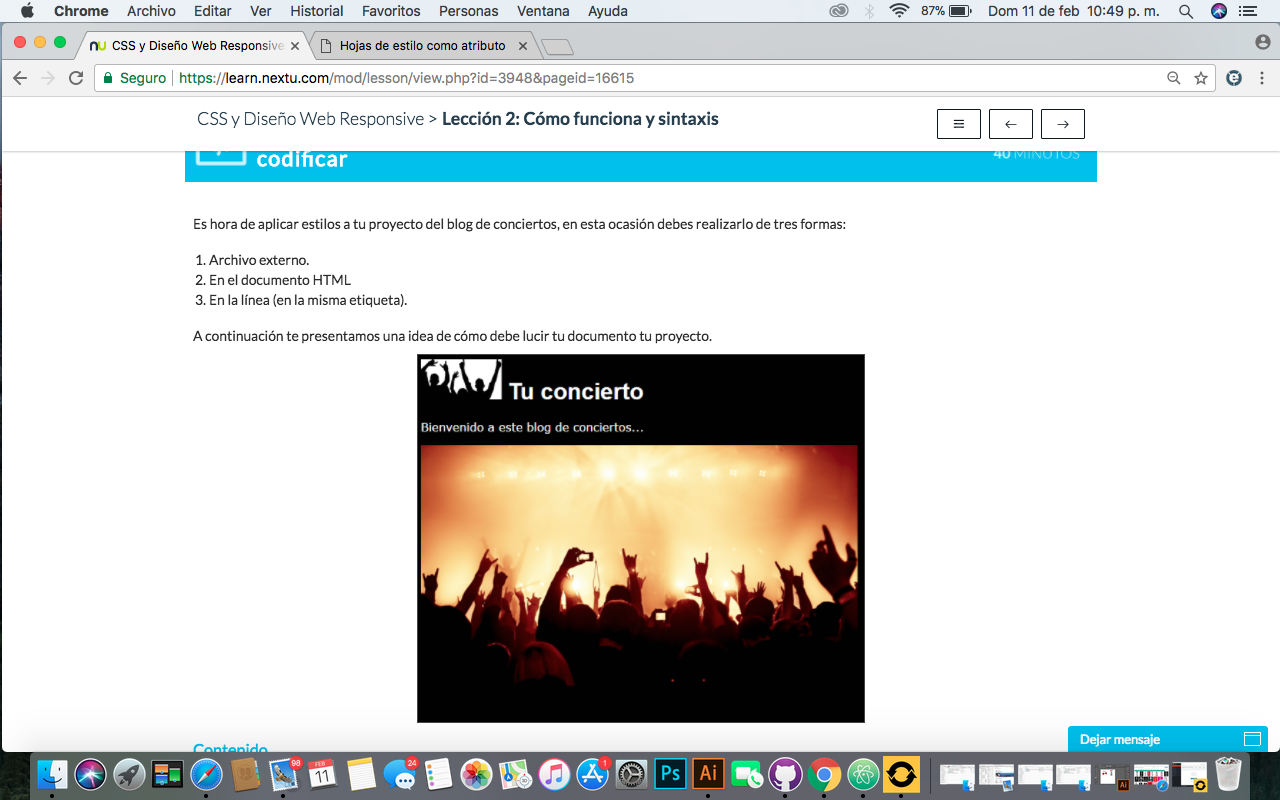 Chrome Archivo Editar Ver Historial Favoritos Personas Ventana Ayuda 87% Dom 11 de feb 10:49 p. m.
nu CSS y Diseño Web Responsive Hojas de estilo como atributo
Seguro https://learn.nextu.com/mod/lesson/view.php?id=3948&pageid=16615
CSS y Diseño Web Responsive > Lección 2: Cómo funciona y sintaxis
codificar 40 MINUTOS
Es hora de aplicar estilos a tu proyecto del blog de conciertos, en esta ocasión debes realizarlo de tres formas:
1. Archivo externo.
2. En el documento HTML
3. En la línea (en la misma etiqueta).
A continuación te presentamos una idea de cómo debe lucir tu documento tu proyecto.
Tu concierto
Bienvenido a este blog de conciertos...
Contenido
Dejar mensaje
98 FEB 11 24 1 Ps Ai